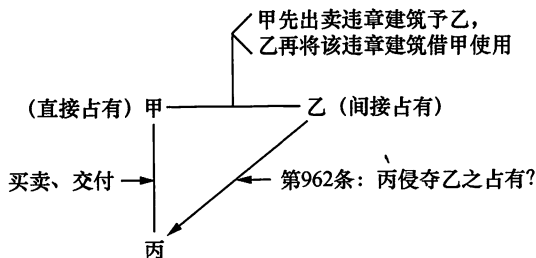 甲先出卖违章建筑予乙，
乙再将该违章建筑借甲使用
（直接占有）甲
乙（间接占有）
买卖、交付
第962条：丙侵夺乙之占有?
丙